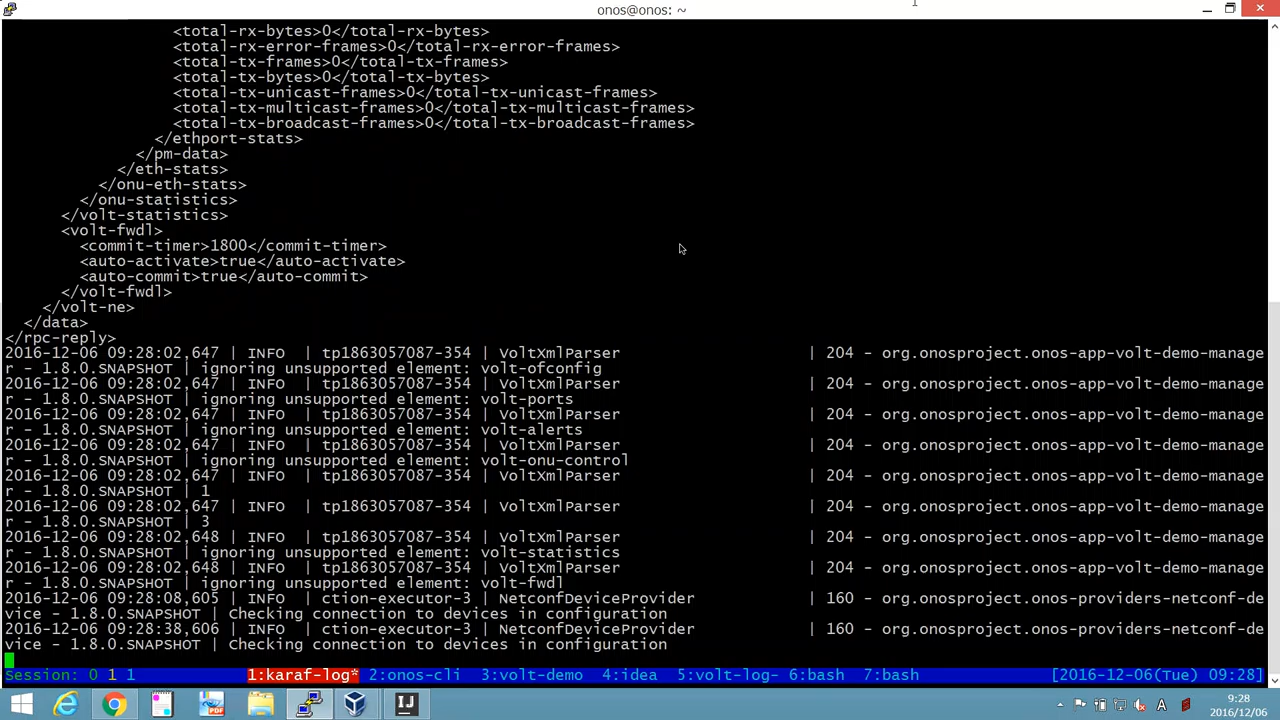 onos@onos: ~
<total-rx-bytes>0</total-rx-bytes>
<total-rx-error-frames>0</total-rx-error-frames>
<total-tx-frames>0</total-tx-frames>
<total-tx-bytes>0</total-tx-bytes>
<total-tx-unicast-frames>0</total-tx-unicast-frames>
<total-tx-multicast-frames>0</total-tx-multicast-frames>
<total-tx-broadcast-frames>0</total-tx-broadcast-frames>
</ethport-stats>
</pm-data>
</eth-stats>
</onu-eth-stats>
</onu-statistics>
</volt-statistics>
<volt-fwdl>
<commit-timer>1800</commit-timer>
<auto-activate>true</auto-activate>
<auto-commit>true</auto-commit>
</volt-fwdl>
</volt-ne>
</data>
</rpc-reply>
2016-12-06 09:28:02,647 | INFO  | tp1863057087-354 | VoltXmlParser                    | 204 - org.onosproject.onos-app-volt-demo-manage
r - 1.8.0.SNAPSHOT | ignoring unsupported element: volt-ofconfig
2016-12-06 09:28:02,647 | INFO  | tp1863057087-354 | VoltXmlParser                    | 204 - org.onosproject.onos-app-volt-demo-manage
r - 1.8.0.SNAPSHOT | ignoring unsupported element: volt-ports
2016-12-06 09:28:02,647 | INFO  | tp1863057087-354 | VoltXmlParser                    | 204 - org.onosproject.onos-app-volt-demo-manage
r - 1.8.0.SNAPSHOT | ignoring unsupported element: volt-alerts
2016-12-06 09:28:02,647 | INFO  | tp1863057087-354 | VoltXmlParser                    | 204 - org.onosproject.onos-app-volt-demo-manage
r - 1.8.0.SNAPSHOT | ignoring unsupported element: volt-onu-control
2016-12-06 09:28:02,647 | INFO  | tp1863057087-354 | VoltXmlParser                    | 204 - org.onosproject.onos-app-volt-demo-manage
r - 1.8.0.SNAPSHOT | 1
2016-12-06 09:28:02,647 | INFO  | tp1863057087-354 | VoltXmlParser                    | 204 - org.onosproject.onos-app-volt-demo-manage
r - 1.8.0.SNAPSHOT | 3
2016-12-06 09:28:02,648 | INFO  | tp1863057087-354 | VoltXmlParser                    | 204 - org.onosproject.onos-app-volt-demo-manage
r - 1.8.0.SNAPSHOT | ignoring unsupported element: volt-statistics
2016-12-06 09:28:02,648 | INFO  | tp1863057087-354 | VoltXmlParser                    | 204 - org.onosproject.onos-app-volt-demo-manage
r - 1.8.0.SNAPSHOT | ignoring unsupported element: volt-fwdl
2016-12-06 09:28:08,605 | INFO  | ction-executor-3 | NetconfDeviceProvider            | 160 - org.onosproject.onos-providers-netconf-de
vice - 1.8.0.SNAPSHOT | Checking connection to devices in configuration
2016-12-06 09:28:38,606 | INFO  | ction-executor-3 | NetconfDeviceProvider            | 160 - org.onosproject.onos-providers-netconf-de
vice - 1.8.0.SNAPSHOT | Checking connection to devices in configuration
Session: 0 1 1 1:karaf-log* 2:onos-cli 3:volt-demo 4:idea 5:volt-log- 6:bash 7:bash [2016-12-06(Tue) 09:28]
A
9:28
2016/12/06